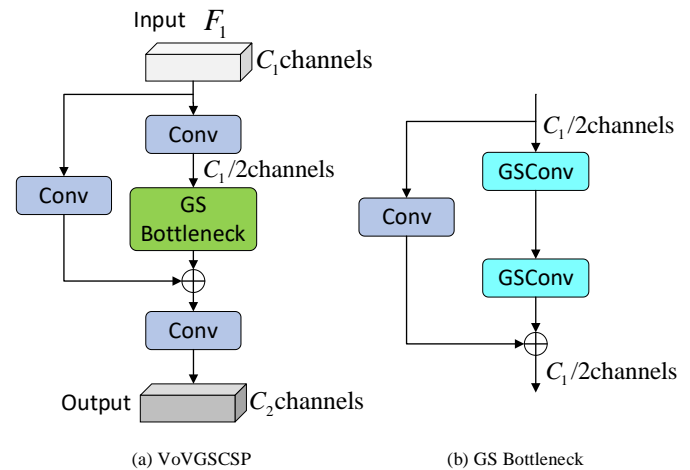 Input F₁
C₁channels
Conv
C₁/2channels
Conv
GS
Bottleneck
Conv
Output
C₂channels
(a) VoVGSCSP
C₁/2channels
GSConv
Conv
GSConv
C₁/2channels
(b) GS Bottleneck